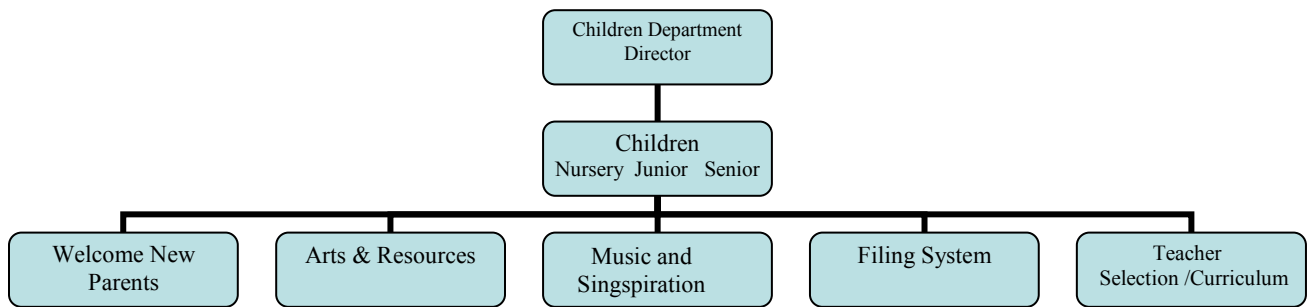 Children Department
Director
Children
Nursery Junior Senior
Welcome New
Parents
Arts & Resources
Music and
Singspiration
Filing System
Teacher
Selection /Curriculum